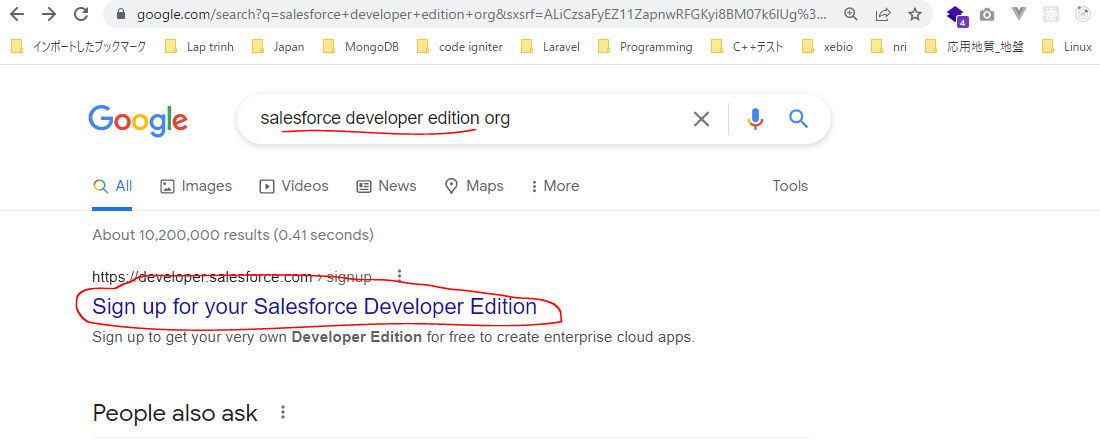 google.com/search?q=salesforce+developer+edition+org&sxsrf=ALiCzsaFyEZ11ZapnwRFGKyi8BM07k6lUg%3...
4
インポートしたブックマーク Lap trinh Japan MongoDB code igniter Laravel Programming C++テスト xebio nri 応用地質_地盤 Linux
Google
salesforce developer edition org
All Images Videos News Maps More Tools
About 10,200,000 results (0.41 seconds)
https://developer.salesforce.com › signup
Sign up for your Salesforce Developer Edition
Sign up to get your very own Developer Edition for free to create enterprise cloud apps.
People also ask